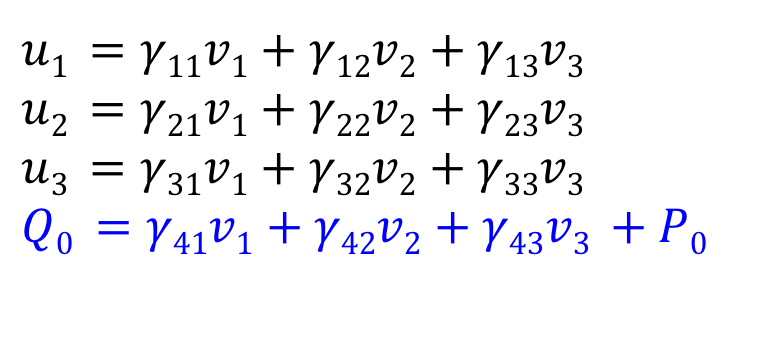 u₁ = γ₁₁v₁ + γ₁₂v₂ + γ₁₃v₃
u₂ = γ₂₁v₁ + γ₂₂v₂ + γ₂₃v₃
u₃ = γ₃₁v₁ + γ₃₂v₂ + γ₃₃v₃
Q₀ = γ₄₁v₁ + γ₄₂v₂ + γ₄₃v₃ + P₀